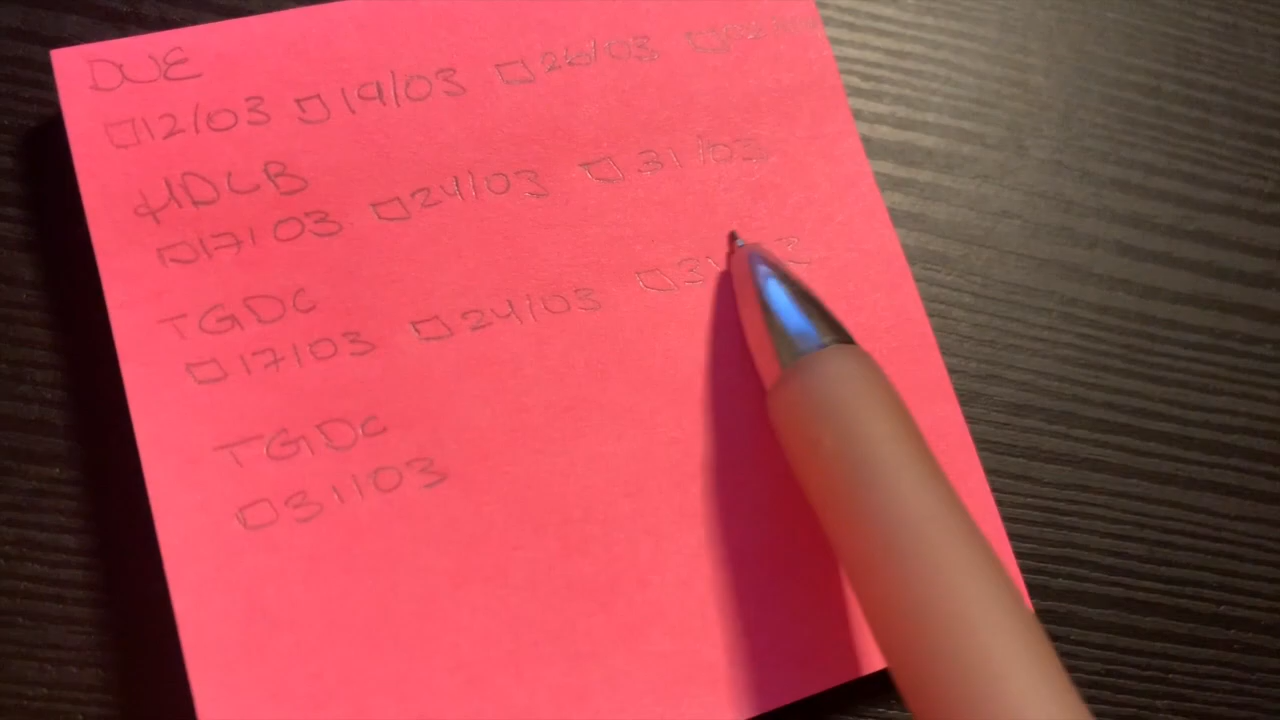 DUE
☐12/03 ☐19/03 ☐26/03
HDCB
☐17/03 ☐24/03 ☐31/03
TGDC
☐17/03 ☐24/03
TGDC
☐31/03